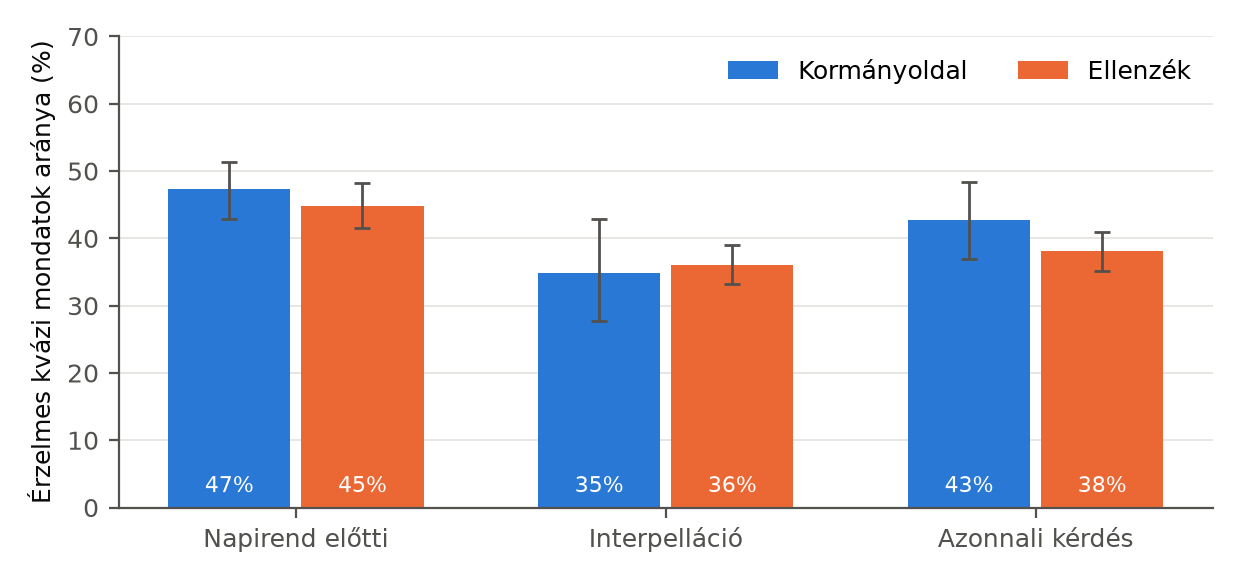 Érzelmes kvázi mondatok aránya (%)
70
60
50
40
30
20
10
0
Kormányoldal Ellenzék
47% 45% 35% 36% 43% 38%
Napirend előtti Interpelláció Azonnali kérdés